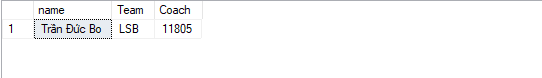 name Team Coach
1 Trần Đức Bo LSB 11805